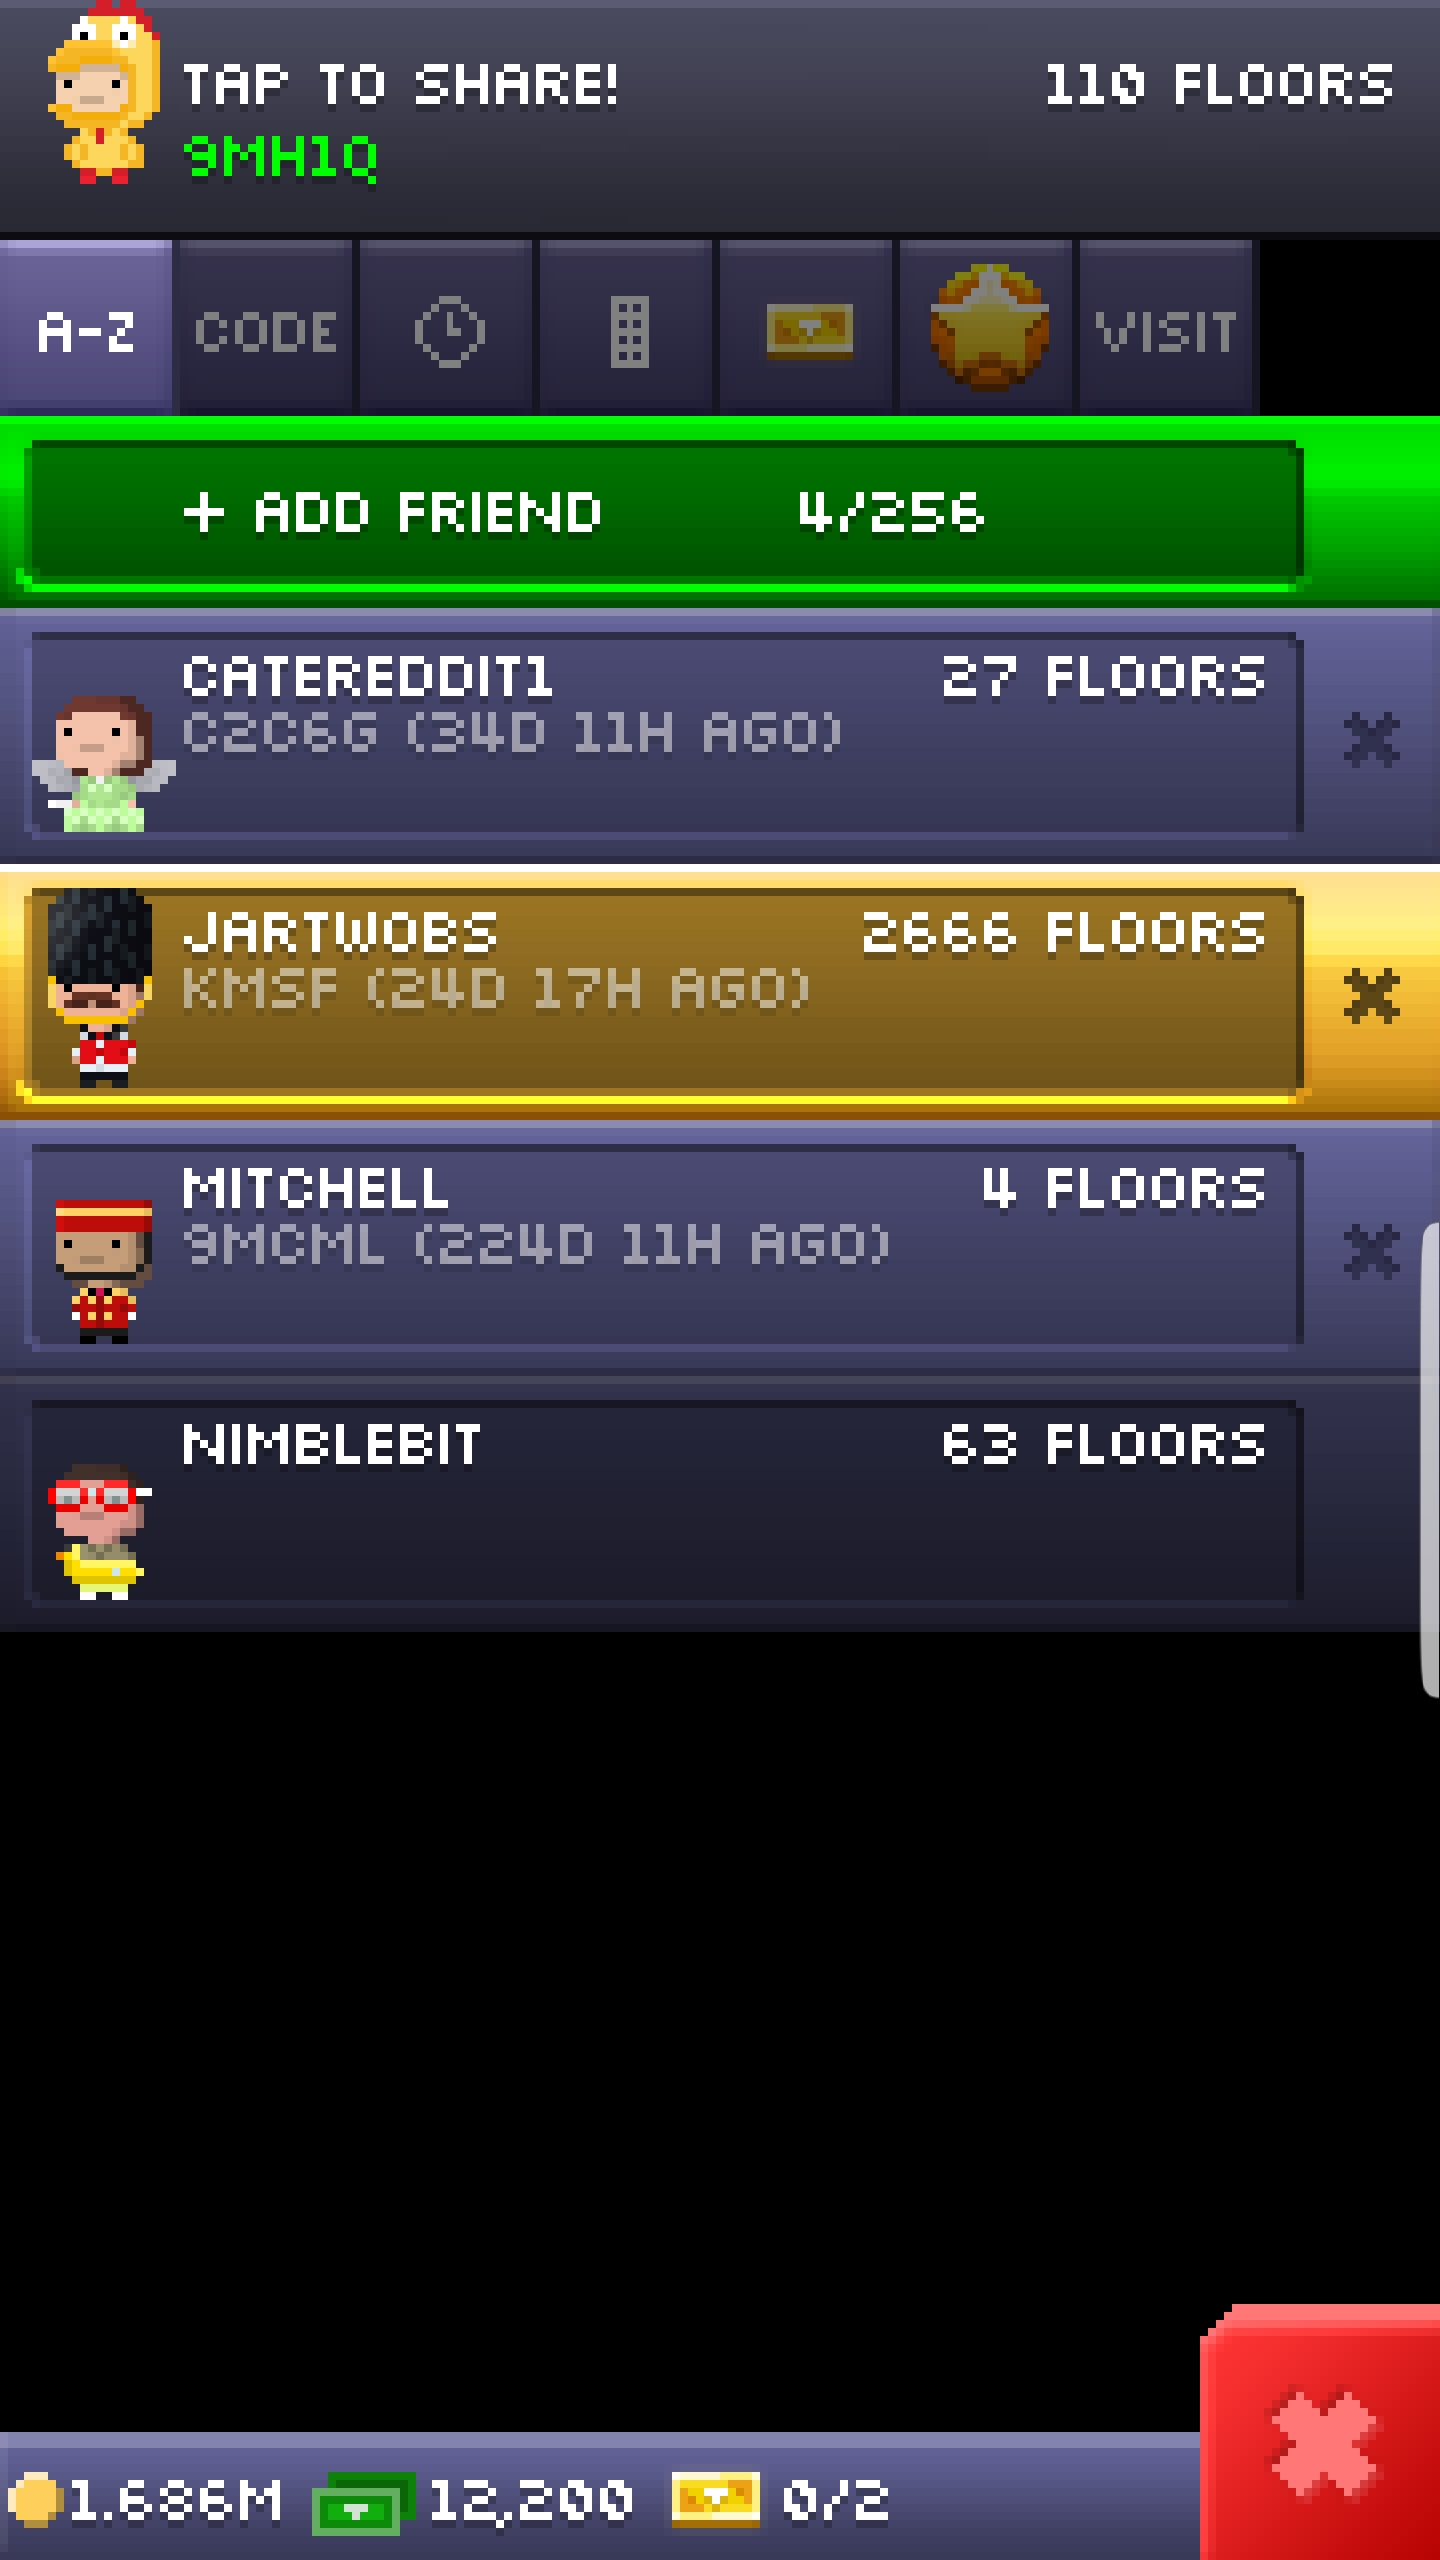 TAP TO SHARE! 110 FLOORS
9MH1Q
A-Z CODE VISIT
+ ADD FRIEND 4/256
CATEREDDIT1 27 FLOORS
C2C6G (34D 11H AGO)
JARTWOBS 2666 FLOORS
KMSF (24D 17H AGO)
MITCHELL 4 FLOORS
9MCML (224D 11H AGO)
NIMBLEBIT 63 FLOORS
1.686M 12,200 0/2